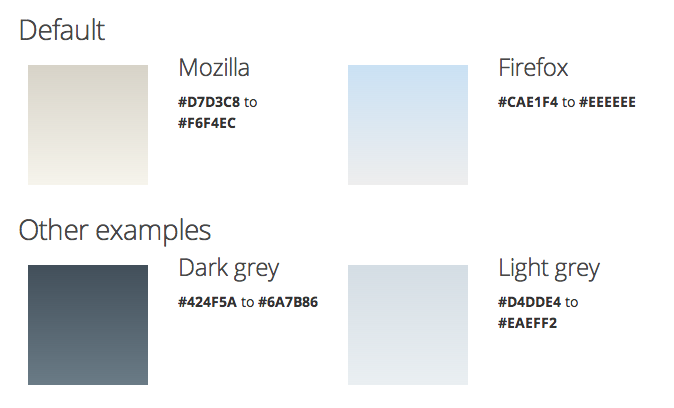 Default
Mozilla
#D7D3C8 to
#F6F4EC
Firefox
#CAE1F4 to #EEEEEE
Other examples
Dark grey
#424F5A to #6A7B86
Light grey
#D4DDE4 to
#EAEFF2